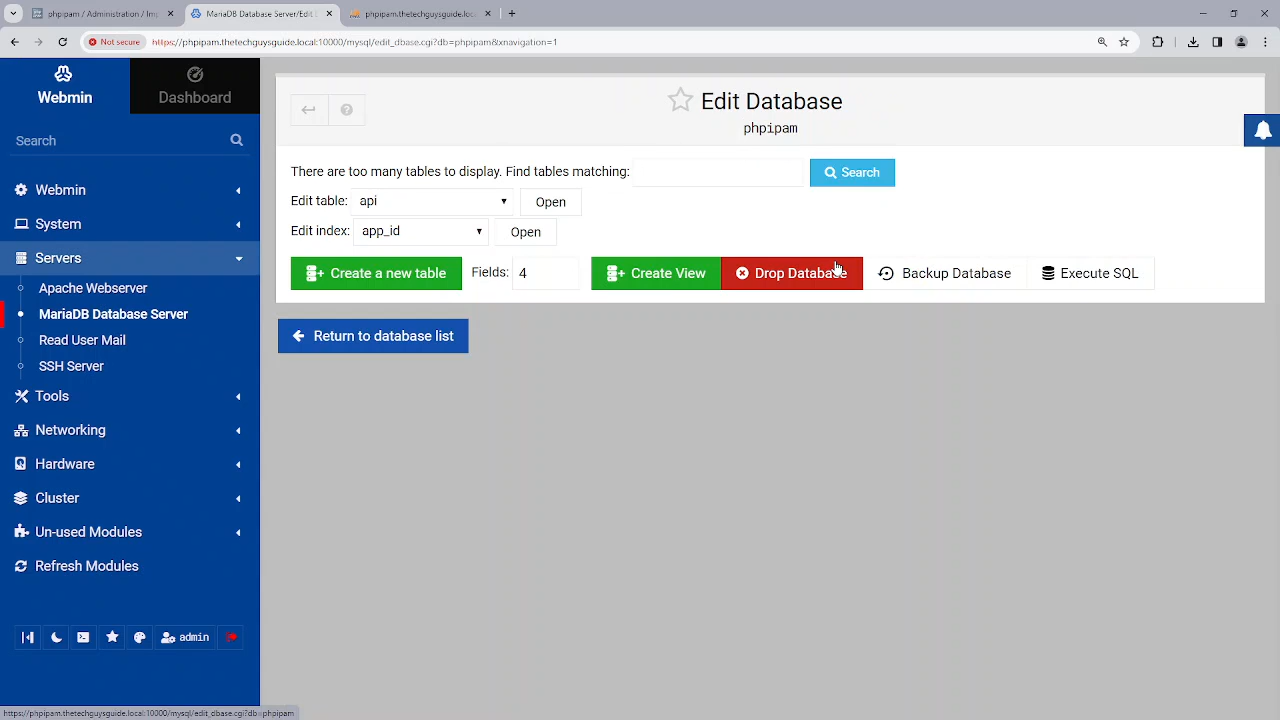 phpipam / Administration / Imp
MariaDB Database Server/Edit
phpipam.thetechguysguide.loc
Not secure
https://phpipam.thetechguysguide.local:10000/mysql/edit_dbase.cgi?db=phpipam&xnavigation=1
Webmin
Dashboard
Search
Webmin
System
Servers
Apache Webserver
MariaDB Database Server
Read User Mail
SSH Server
Tools
Networking
Hardware
Cluster
Un-used Modules
Refresh Modules
admin
Edit Database
phpipam
There are too many tables to display. Find tables matching: Search
Edit table: api Open
Edit index: app_id Open
Create a new table Fields: 4 Create View Drop Database Backup Database Execute SQL
Return to database list
https://phpipam.thetechguysguide.local:10000/mysql/edit_dbase.cgi?db=phpipam